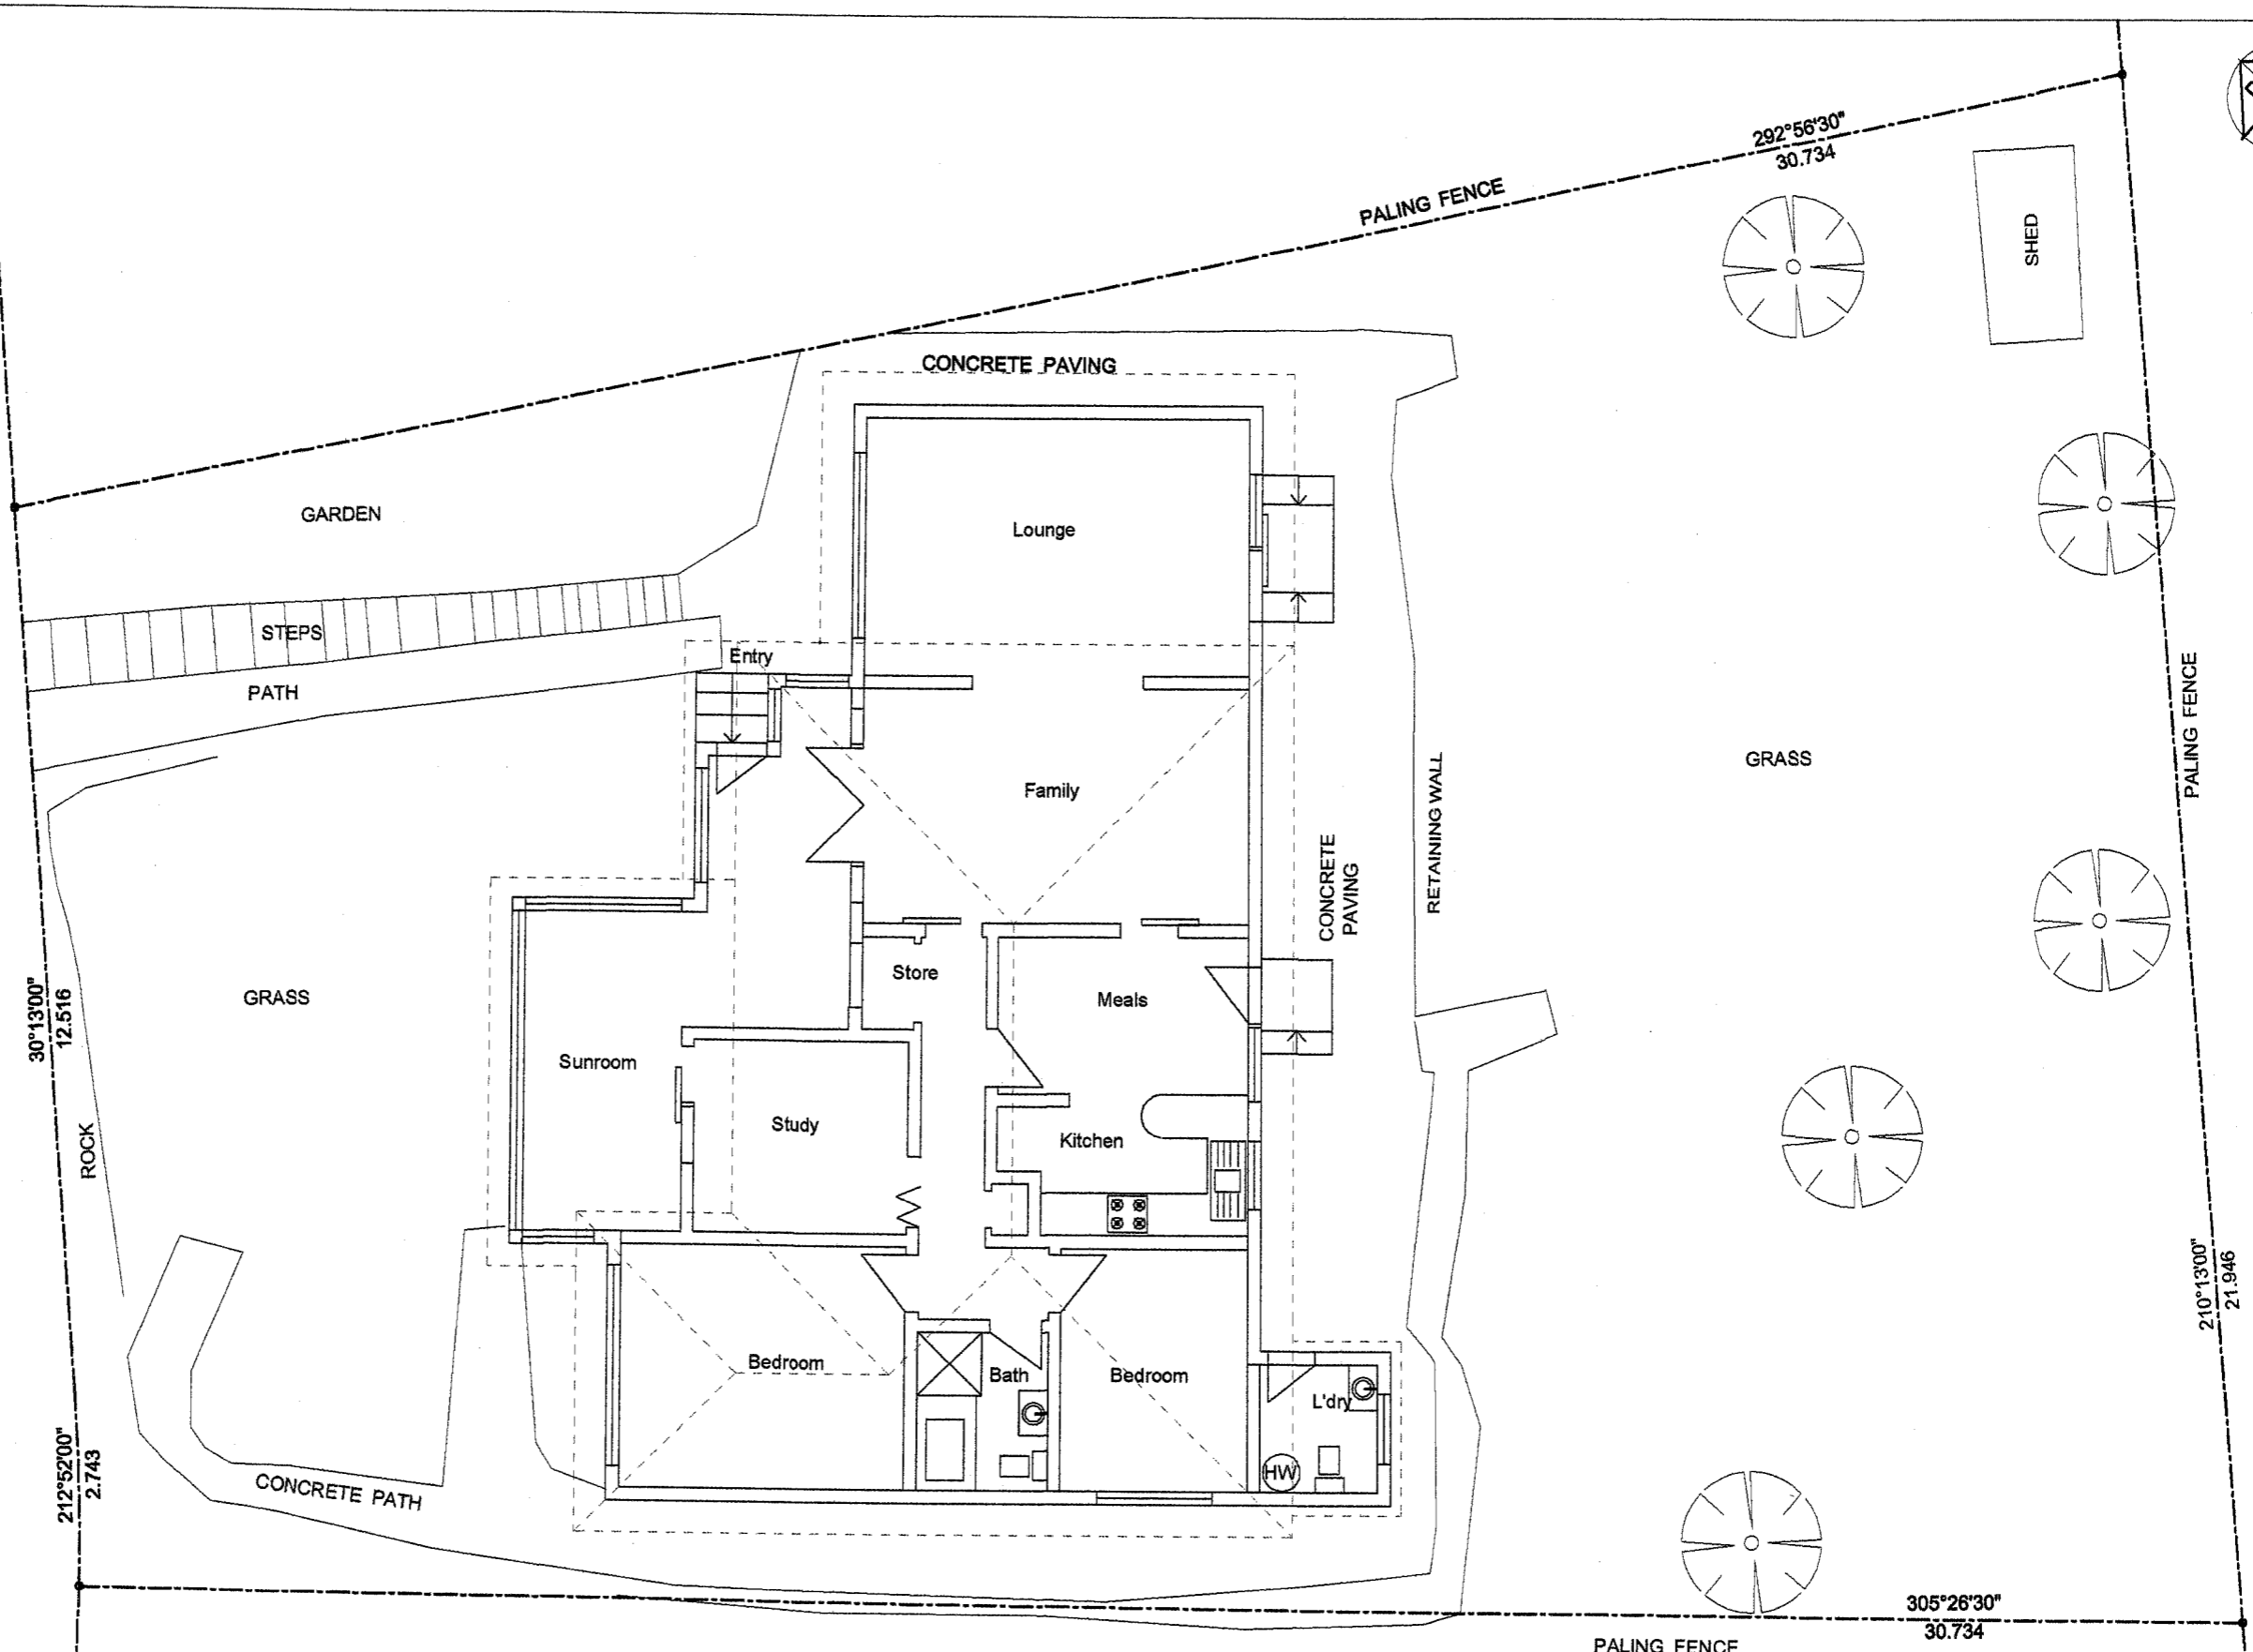 292°56'30"
30.734
PALING FENCE
SHED
CONCRETE PAVING
GARDEN
Lounge
STEPS
Entry
PATH
PALING FENCE
GRASS
Family
RETAINING WALL
CONCRETE
PAVING
Store
Meals
GRASS
30°13'00"
12.516
Sunroom
Study
Kitchen
ROCK
210°13'00"
21.946
Bedroom
Bath
Bedroom
L'dry
HW
212°52'00"
2.743
CONCRETE PATH
305°26'30"
30.734
PALING FENCE